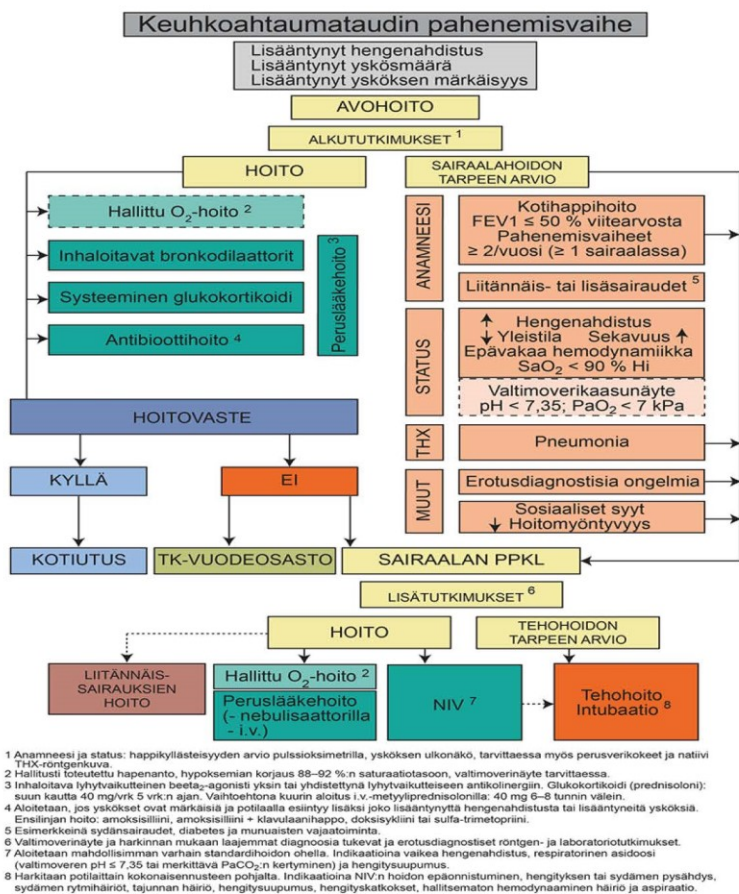 Keuhkoahtaumataudin pahenemisvaihe
Lisääntynyt hengenahdistus
Lisääntynyt yskösmäärä
Lisääntynyt ysköksen märkäisyys
AVOHOITO
ALKUTUTKIMUKSET 1
HOITO
Hallittu O2-hoito 2
Inhaloitavat bronkodilaattorit
Systeeminen glukokortikoidi
Antibioottihoito 4
Peruslääkehoito 3
HOITOVASTE
KYLLÄ
EI
KOTIUTUS
TK-VUODEOSASTO
SAIRAALAHOIDON
TARPEEN ARVIO
ANAMNEESI
Kotihappihoito
FEV1 ≤ 50 % viitearvosta
Pahenemisvaiheet
≥ 2/vuosi (≥ 1 sairaalassa)
Liitännäis- tai lisäsairaudet 5
STATUS
↑ Hengenahdistus
↓ Yleistila Sekavuus ↑
Epävakaa hemodynamiikka
SaO2 < 90 % Hi
Valtimoverikaasunäyte
pH < 7,35; PaO2 < 7 kPa
THX
Pneumonia
MUUT
Erotusdiagnostisia ongelmia
Sosiaaliset syyt
↓ Hoitomyöntyvyys
SAIRAALAN PPKL
LISÄTUTKIMUKSET 6
HOITO
TEHOHOIDON
TARPEEN ARVIO
LIITÄNNÄIS-
SAIRAUKSIEN
HOITO
Hallittu O2-hoito 2
Peruslääkehoito
(- nebulisaattorilla
- i.v.)
NIV 7
Tehohoito
Intubaatio 8
1 Anamneesi ja status: happikyllästeisyyden arvio pulssioksimetrilla, ysköksen ulkonäkö, tarvittaessa myös perusverikokeet ja natiivi
THX-röntgenkuva.
2 Hallitusti toteutettu hapenanto, hypoksemian korjaus 88–92 %:n saturaatiotasoon, valtimoverinäyte tarvittaessa.
3 Inhaloitava lyhytvaikutteinen beeta2-agonisti yksin tai yhdistettynä lyhytvaikutteiseen antikolinergiin. Glukokortikoidi (prednisoloni):
suun kautta 40 mg/vrk 5 vrk:n ajan. Vaihtoehtona kuurin aloitus i.v.-metyyliprednisolonilla: 40 mg 6–8 tunnin välein.
4 Aloitetaan, jos yskökset ovat märkäisiä ja potilaalla esiintyy lisäksi joko lisääntynyttä hengenahdistusta tai lisääntyneitä ysköksiä.
Ensilinjan hoito: amoksisilliini, amoksisilliini + klavulaanihappo, doksisykliini tai sulfa-trimetopriini.
5 Esimerkkeinä sydänsairaudet, diabetes ja munuaisten vajaatoiminta.
6 Valtimoverinäyte ja harkinnan mukaan laajemmat diagnoosia tukevat ja erotusdiagnostiset röntgen- ja laboratoriotutkimukset.
7 Aloitetaan mahdollisimman varhain standardihoidon ohella. Indikaationa vaikea hengenahdistus, respiratorinen asidoosi
(valtimoveren pH ≤ 7,35 tai merkittävä PaCO2:n kertyminen) ja hengitysuupumus.
8 Harkitaan potilaittain kokonaisennusteen pohjalta. Indikaationa NIV:n hoidon epäonnistuminen, hengityksen tai sydämen pysähdys,
sydämen rytmihäiriöt, tajunnan häiriö, hengitysuupumus, hengityskatkokset, hallitsematon hemodynaaminen häiriö ja aspiraatio.